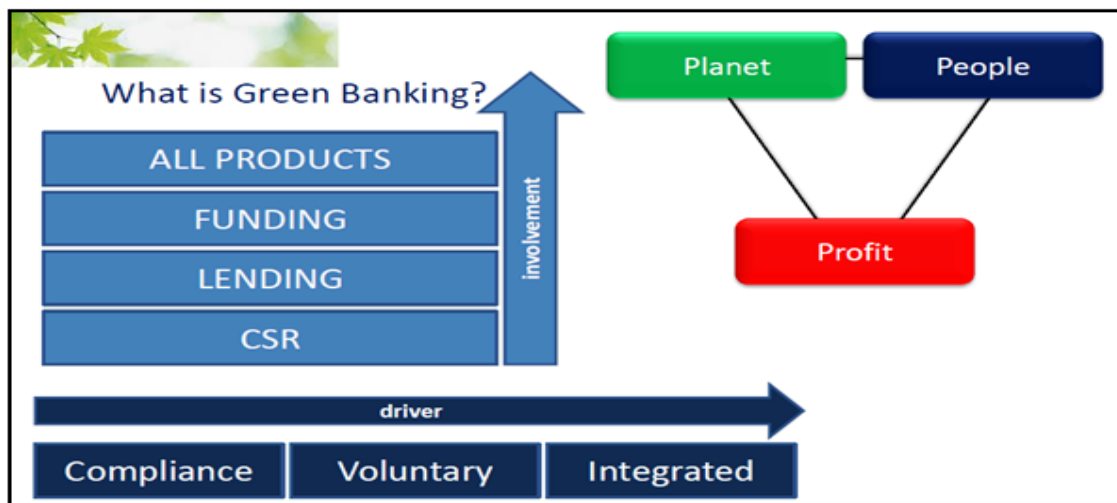 What is Green Banking?
ALL PRODUCTS
FUNDING
LENDING
CSR
involvement
driver
Compliance
Voluntary
Integrated
Planet
People
Profit